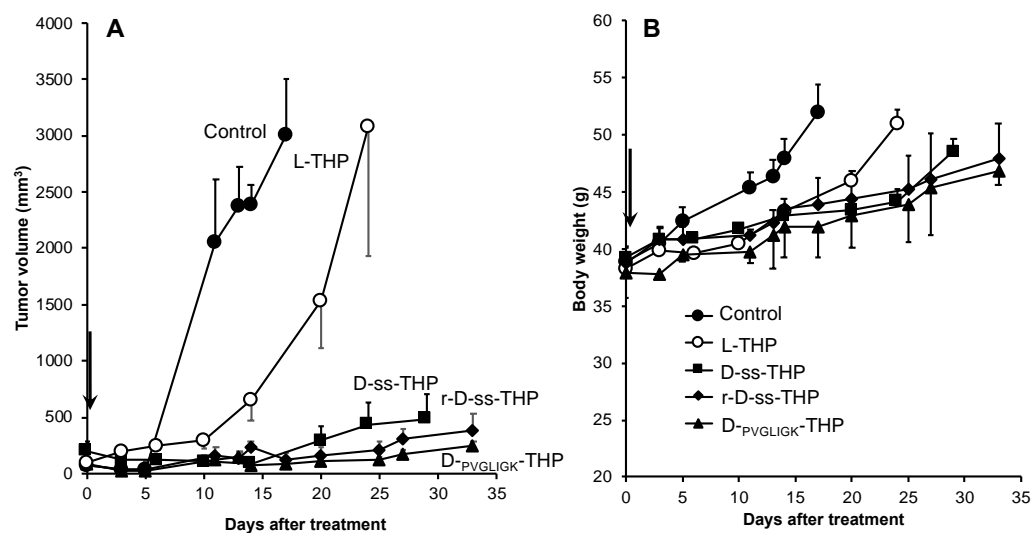 A
4000
3500
3000
2500
2000
1500
1000
500
0
Tumor volume (mm³)
Control
L-THP
D-ss-THP
r-D-ss-THP
D-PVGLIGK-THP
0 5 10 15 20 25 30 35
Days after treatment
B
60
55
50
45
40
35
30
25
20
Body weight (g)
Control
L-THP
D-ss-THP
r-D-ss-THP
D-PVGLIGK-THP
0 5 10 15 20 25 30 35
Days after treatment